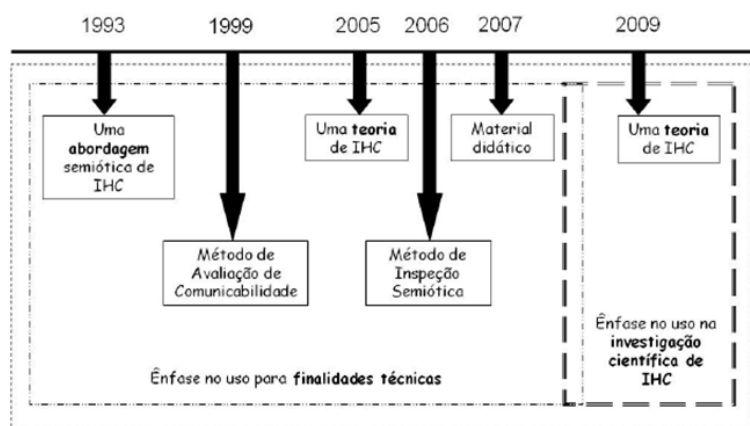 1993 1999 2005 2006 2007 2009
Uma
abordagem
semiótica de
IHC
Método de
Avaliação de
Comunicabilidade
Uma teoria
de IHC
Método de
Inspeção
Semiótica
Material
didático
Uma teoria
de IHC
Ênfase no uso para finalidades técnicas
Ênfase no uso na
investigação
científica de
IHC